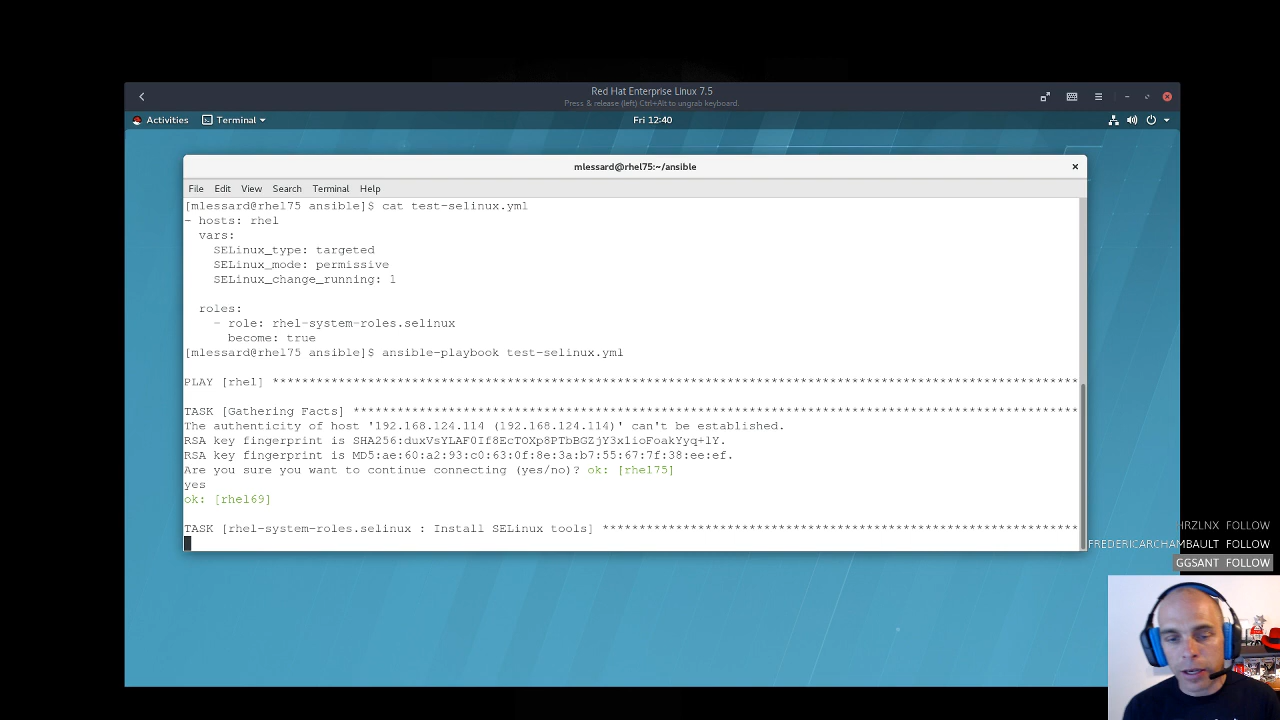 Red Hat Enterprise Linux 7.5
Press & release (left) Ctrl+Alt to ungrab keyboard.
Activities Terminal Fri 12:40
mlessard@rhel75:~/ansible
File Edit View Search Terminal Help
[mlessard@rhel75 ansible]$ cat test-selinux.yml
- hosts: rhel
  vars:
    SELinux_type: targeted
    SELinux_mode: permissive
    SELinux_change_running: 1
  roles:
    - role: rhel-system-roles.selinux
      become: true
[mlessard@rhel75 ansible]$ ansible-playbook test-selinux.yml
PLAY [rhel] **************************************************************************************************************
TASK [Gathering Facts] ***************************************************************************************************
The authenticity of host '192.168.124.114 (192.168.124.114)' can't be established.
RSA key fingerprint is SHA256:duxVsYLAF0If8EcTOXp8PTbBGZjY3xlioFoakYyq+lY.
RSA key fingerprint is MD5:ae:60:a2:93:c0:63:0f:8e:3a:b7:55:67:7f:38:ee:ef.
Are you sure you want to continue connecting (yes/no)? ok: [rhel75]
yes
ok: [rhel69]
TASK [rhel-system-roles.selinux : Install SELinux tools] *****************************************************************
HRZLNX FOLLOW
FREDERICARCHAMBAULT FOLLOW
GGSANT FOLLOW